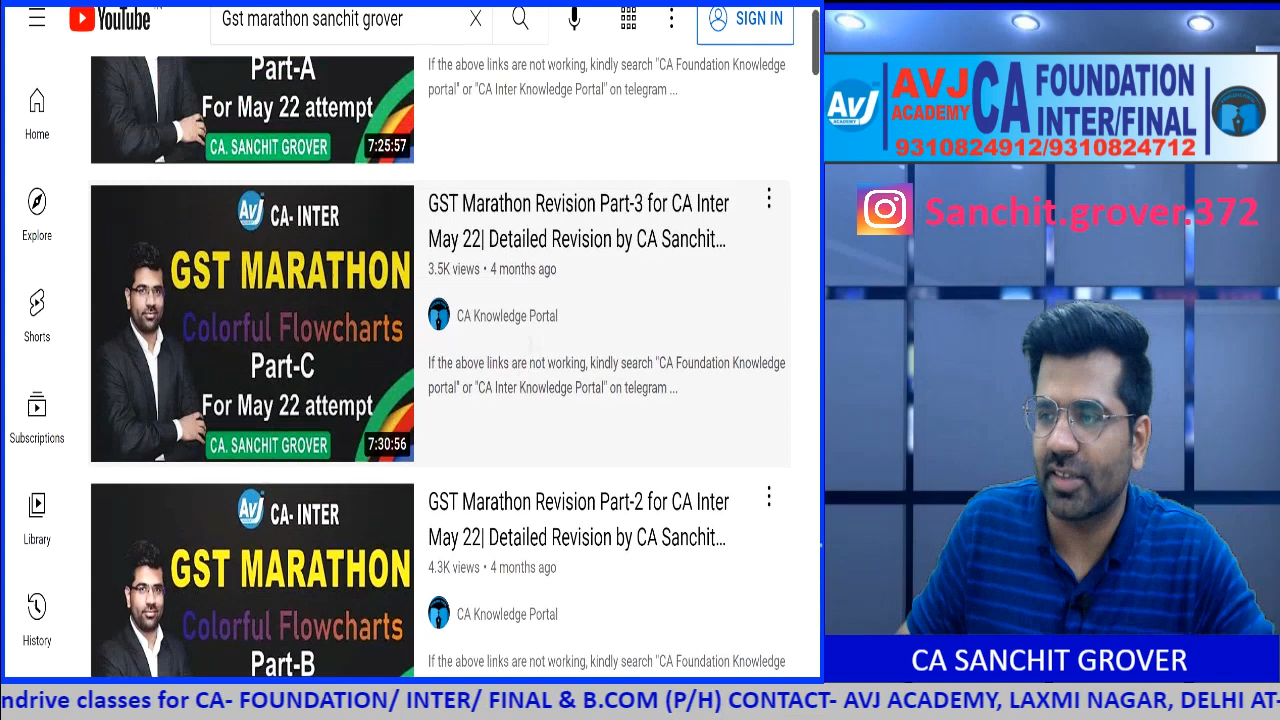 YouTube
Gst marathon sanchit grover
SIGN IN
Home
Explore
Shorts
Subscriptions
Library
History
Part-A
For May 22 attempt
CA. SANCHIT GROVER
7:25:57
If the above links are not working, kindly search "CA Foundation Knowledge
portal" or "CA Inter Knowledge Portal" on telegram ...
AVJ
CA- INTER
GST MARATHON
Colorful Flowcharts
Part-C
For May 22 attempt
CA. SANCHIT GROVER
7:30:56
GST Marathon Revision Part-3 for CA Inter
May 22| Detailed Revision by CA Sanchit...
3.5K views • 4 months ago
CA Knowledge Portal
If the above links are not working, kindly search "CA Foundation Knowledge
portal" or "CA Inter Knowledge Portal" on telegram ...
AVJ
CA- INTER
GST MARATHON
Colorful Flowcharts
Part-B
GST Marathon Revision Part-2 for CA Inter
May 22| Detailed Revision by CA Sanchit...
4.3K views • 4 months ago
CA Knowledge Portal
If the above links are not working, kindly search "CA Foundation Knowledge
AVJ
ACADEMY
AVJ
ACADEMY
CA
FOUNDATION
INTER/FINAL
9310824912/9310824712
Sanchit.grover.372
CA SANCHIT GROVER
ndrive classes for CA- FOUNDATION/ INTER/ FINAL & B.COM (P/H) CONTACT- AVJ ACADEMY, LAXMI NAGAR, DELHI AT-